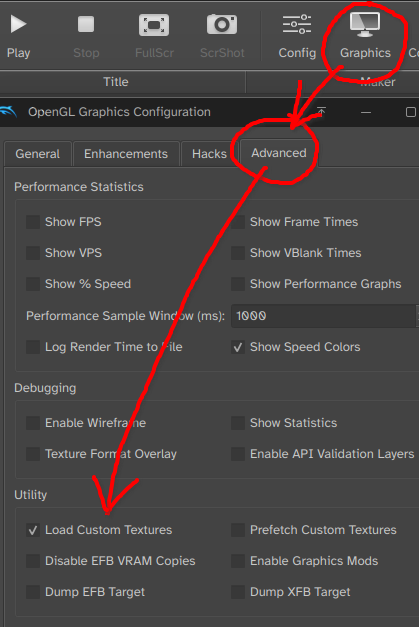 Play Stop FullScr ScrShot Config Graphics Co
Title Maker
OpenGL Graphics Configuration
General Enhancements Hacks Advanced
Performance Statistics
Show FPS Show Frame Times
Show VPS Show VBlank Times
Show % Speed Show Performance Graphs
Performance Sample Window (ms): 1000
Log Render Time to File Show Speed Colors
Debugging
Enable Wireframe Show Statistics
Texture Format Overlay Enable API Validation Layers
Utility
Load Custom Textures Prefetch Custom Textures
Disable EFB VRAM Copies Enable Graphics Mods
Dump EFB Target Dump XFB Target